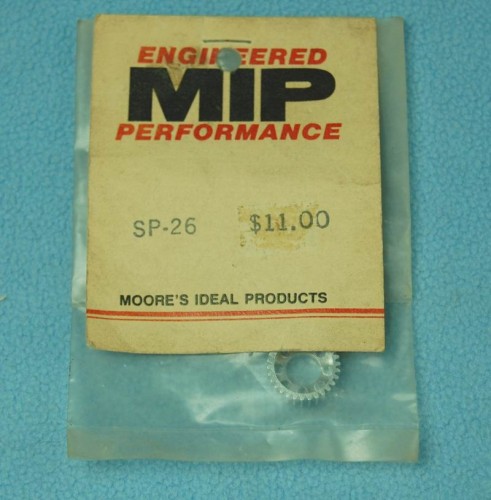 ENGINEERED
MIP
PERFORMANCE
SP-26 $11.00
MOORE'S IDEAL PRODUCTS